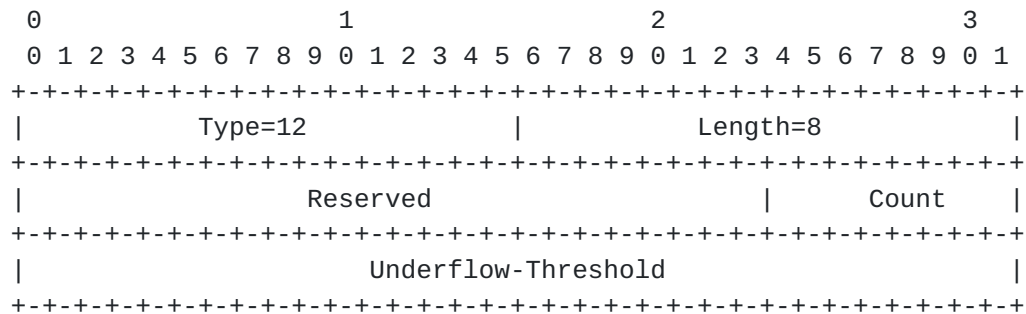 0                   1                   2                   3
 0 1 2 3 4 5 6 7 8 9 0 1 2 3 4 5 6 7 8 9 0 1 2 3 4 5 6 7 8 9 0 1
+-+-+-+-+-+-+-+-+-+-+-+-+-+-+-+-+-+-+-+-+-+-+-+-+-+-+-+-+-+-+-+-+
|           Type=12             |           Length=8            |
+-+-+-+-+-+-+-+-+-+-+-+-+-+-+-+-+-+-+-+-+-+-+-+-+-+-+-+-+-+-+-+-+
|                  Reserved                     |      Count    |
+-+-+-+-+-+-+-+-+-+-+-+-+-+-+-+-+-+-+-+-+-+-+-+-+-+-+-+-+-+-+-+-+
|                      Underflow-Threshold                      |
+-+-+-+-+-+-+-+-+-+-+-+-+-+-+-+-+-+-+-+-+-+-+-+-+-+-+-+-+-+-+-+-+